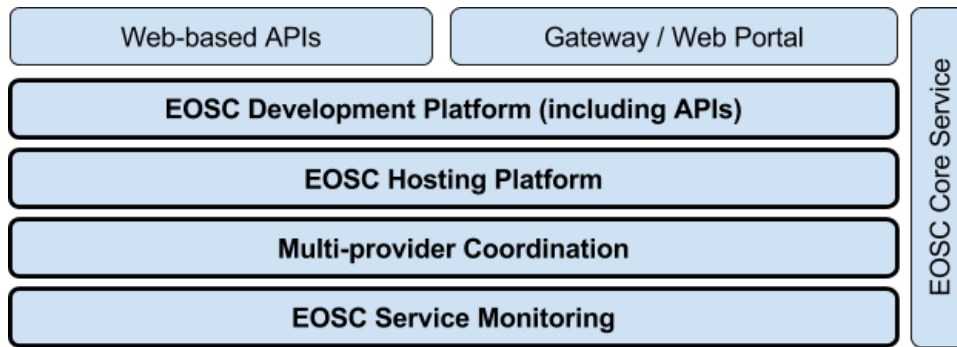 Web-based APIs
Gateway / Web Portal
EOSC Development Platform (including APIs)
EOSC Hosting Platform
Multi-provider Coordination
EOSC Service Monitoring
EOSC Core Service